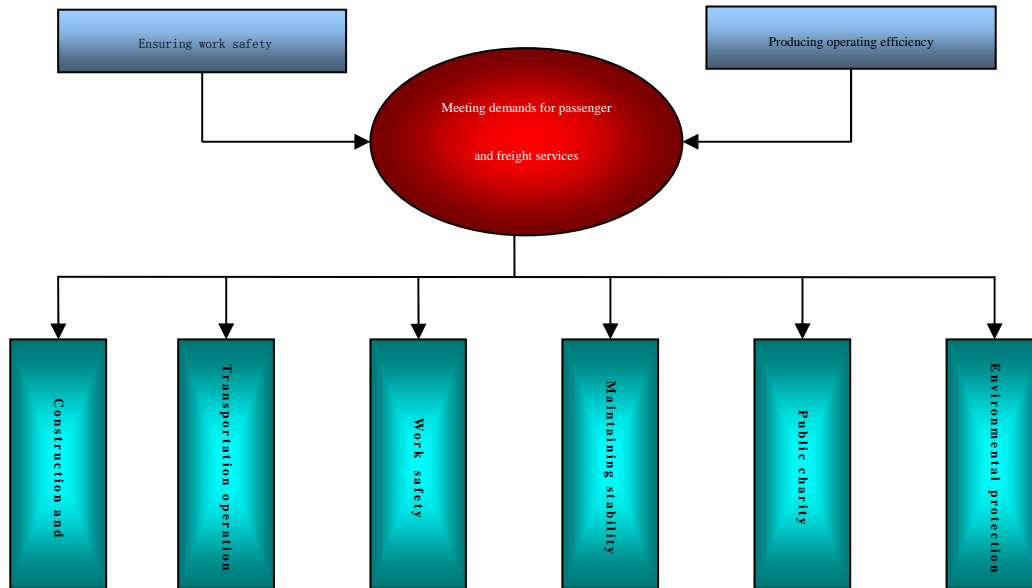 Ensuring work safety
Producing operating efficiency
Meeting demands for passenger
and freight services
Construction and
Transportation operation
Work safety
Maintaining stability
Public charity
Environmental protection